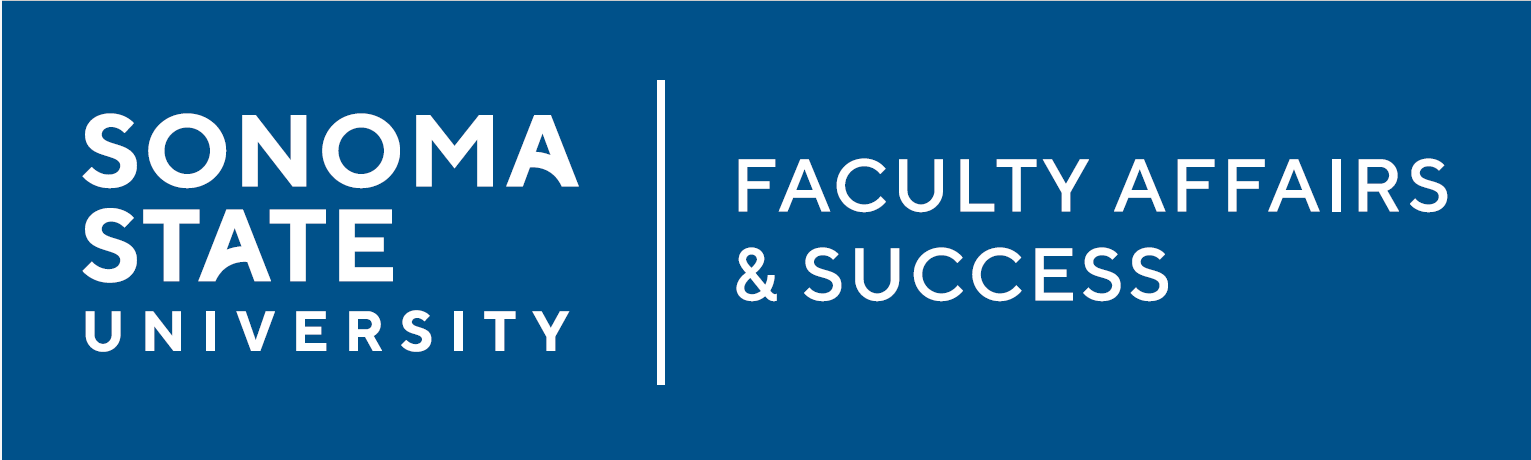 SONOMA
STATE
UNIVERSITY
FACULTY AFFAIRS
& SUCCESS